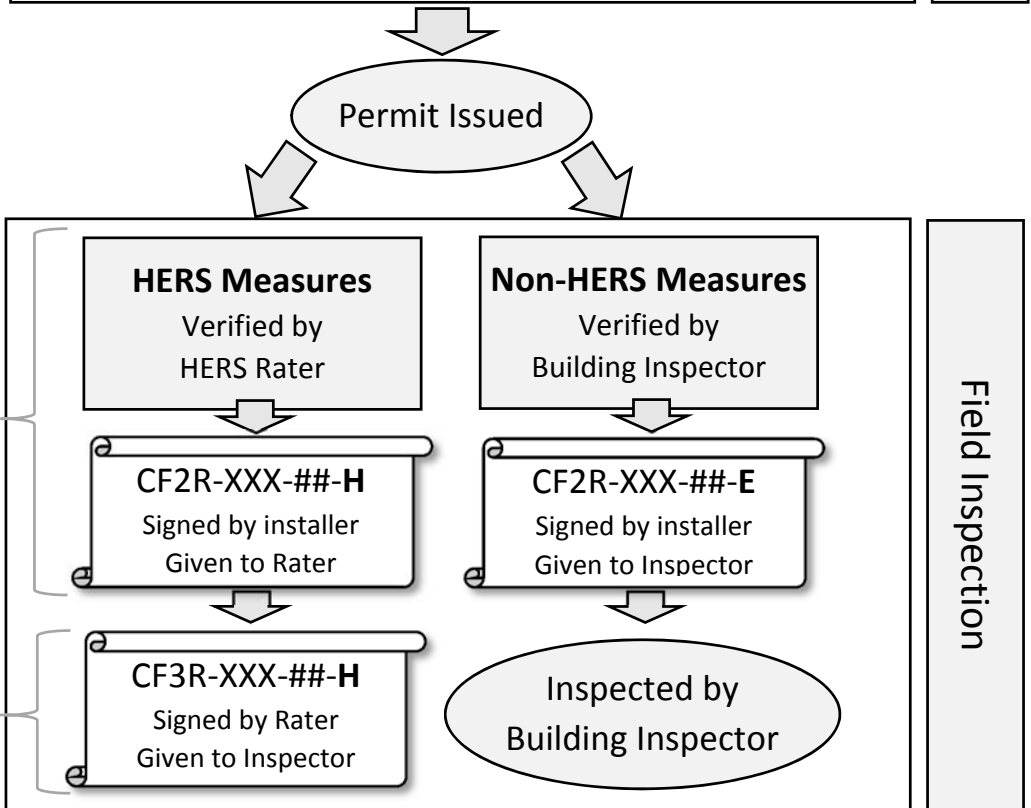 Permit Issued
HERS Measures
Verified by
HERS Rater
Non-HERS Measures
Verified by
Building Inspector
CF2R-XXX-##-H
Signed by installer
Given to Rater
CF2R-XXX-##-E
Signed by installer
Given to Inspector
CF3R-XXX-##-H
Signed by Rater
Given to Inspector
Inspected by
Building Inspector
Field Inspection